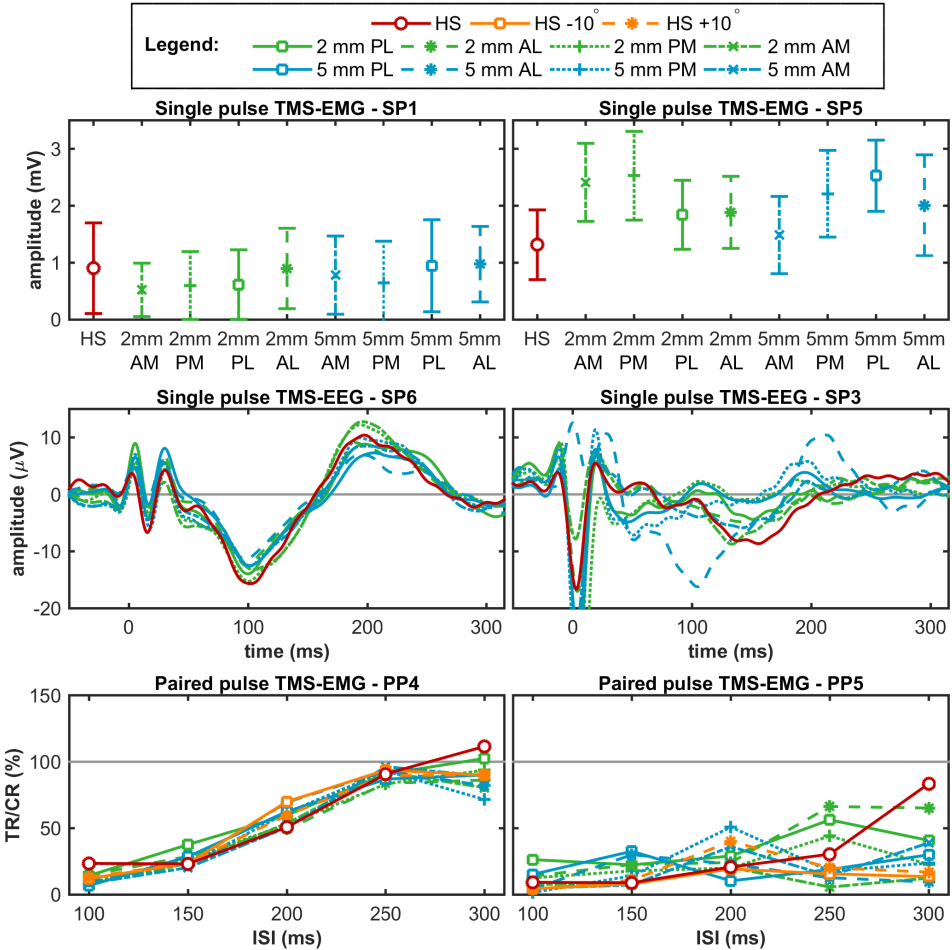 HS HS -10° HS +10°
Legend: 2 mm PL 2 mm AL 2 mm PM 2 mm AM
5 mm PL 5 mm AL 5 mm PM 5 mm AM
Single pulse TMS-EMG - SP1
amplitude (mV)
3
2
1
0
HS 2mm 2mm 2mm 2mm 5mm 5mm 5mm 5mm
AM PM PL AL AM PM PL AL
Single pulse TMS-EMG - SP5
HS 2mm 2mm 2mm 2mm 5mm 5mm 5mm 5mm
AM PM PL AL AM PM PL AL
Single pulse TMS-EEG - SP6
amplitude (μV)
10
0
-10
-20
0 100 200 300
time (ms)
Single pulse TMS-EEG - SP3
0 100 200 300
time (ms)
Paired pulse TMS-EMG - PP4
TR/CR (%)
150
100
50
0
100 150 200 250 300
ISI (ms)
Paired pulse TMS-EMG - PP5
100 150 200 250 300
ISI (ms)